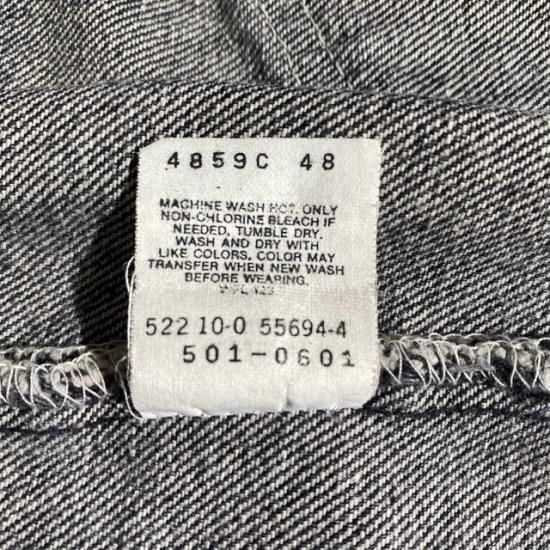 4859C 48
MACHINE WASH HOT. ONLY
NON-CHLORINE BLEACH IF
NEEDED. TUMBLE DRY.
WASH AND DRY WITH
LIKE COLORS. COLOR MAY
TRANSFER WHEN NEW WASH
BEFORE WEARING.
522 10-0 55694-4
501-0601